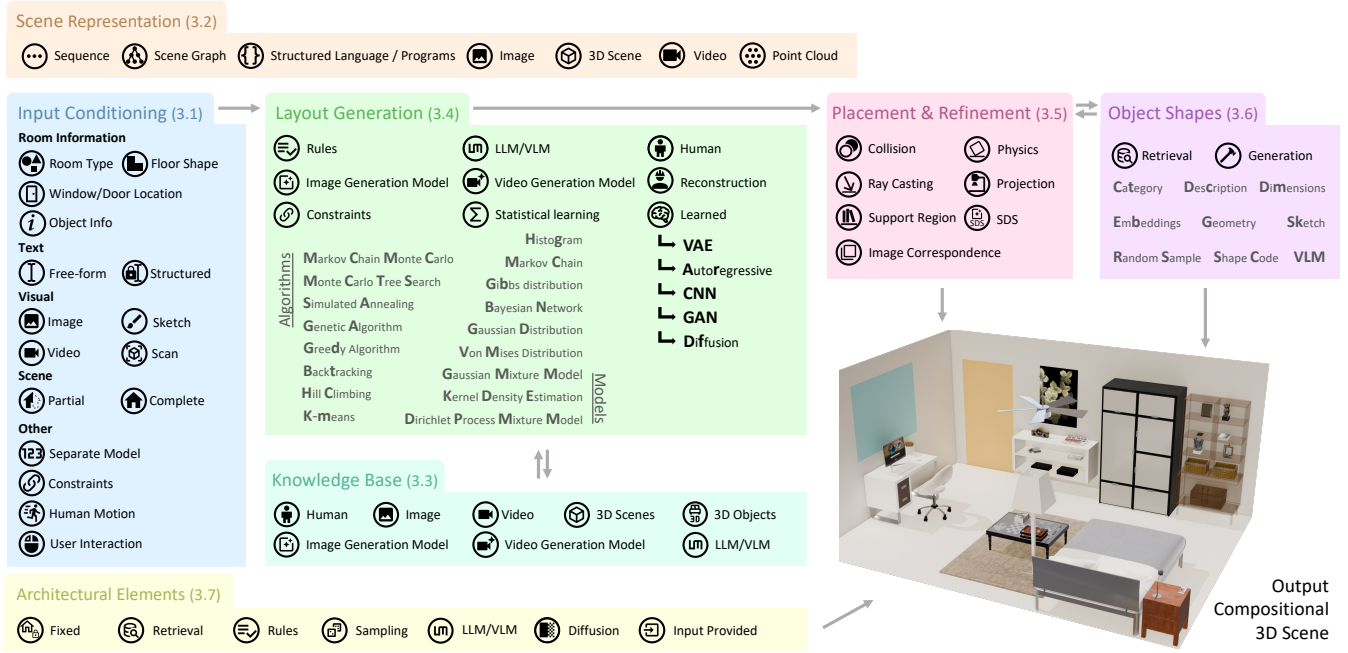 Scene Representation (3.2)
Sequence Scene Graph Structured Language / Programs Image 3D Scene Video Point Cloud
Input Conditioning (3.1)
Room Information
Room Type Floor Shape
Window/Door Location
Object Info
Text
Free-form Structured
Visual
Image Sketch
Video Scan
Scene
Partial Complete
Other
123 Separate Model
Constraints
Human Motion
User Interaction
Layout Generation (3.4)
Rules LLM/VLM Human
Image Generation Model Video Generation Model Reconstruction
Constraints Statistical learning Learned
Algorithms
Markov Chain Monte Carlo
Monte Carlo Tree Search
Simulated Annealing
Genetic Algorithm
Greedy Algorithm
Backtracking
Hill Climbing
K-means
Histogram
Markov Chain
Gibbs distribution
Bayesian Network
Gaussian Distribution
Von Mises Distribution
Gaussian Mixture Model
Kernel Density Estimation
Dirichlet Process Mixture Model
Models
VAE
Autoregressive
CNN
GAN
Diffusion
Knowledge Base (3.3)
Human Image Video 3D Scenes 3D 3D Objects
Image Generation Model Video Generation Model LM LLM/VLM
Placement & Refinement (3.5)
Collision Physics
Ray Casting Projection
Support Region SDS SDS
Image Correspondence
Object Shapes (3.6)
Retrieval Generation
Category Description Dimensions
Embeddings Geometry Sketch
Random Sample Shape Code VLM
Architectural Elements (3.7)
Fixed Retrieval Rules Sampling LM LLM/VLM Diffusion Input Provided
Output
Compositional
3D Scene